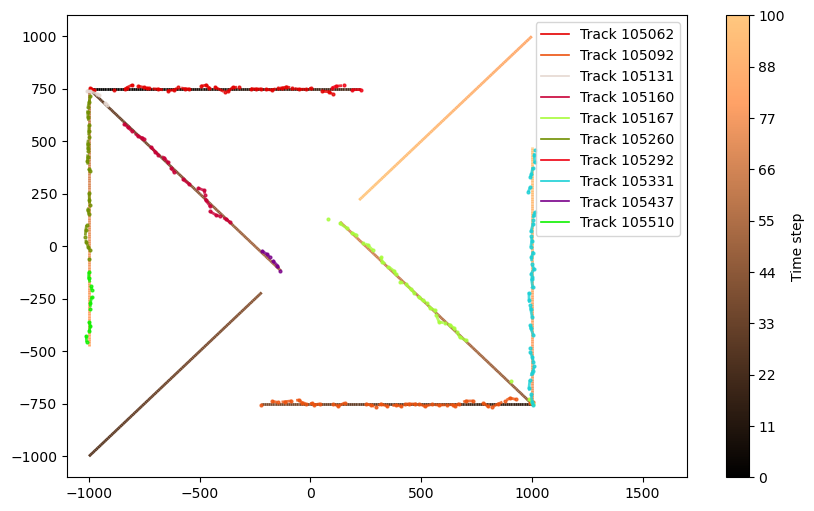 1000
750
500
250
0
−250
−500
−750
−1000
−1000
−500
0
500
1000
1500
Track 105062
Track 105092
Track 105131
Track 105160
Track 105167
Track 105260
Track 105292
Track 105331
Track 105437
Track 105510
100
88
77
66
55
44
33
22
11
0
Time step